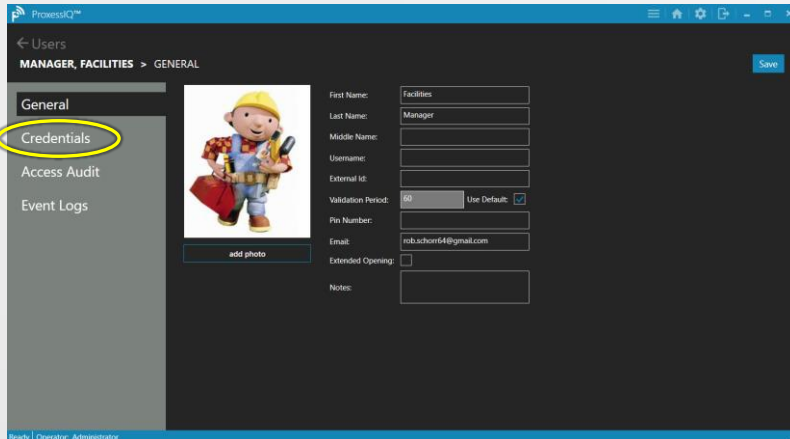 ProxessIQ™
Users
MANAGER, FACILITIES > GENERAL
Save
General
Credentials
Access Audit
Event Logs
add photo
First Name: Facilities
Last Name: Manager
Middle Name:
Username:
External Id:
Validation Period: 60 Use Default:
Pin Number:
Email: rob.schorr64@gmail.com
Extended Opening:
Notes:
Ready Operator: Administrator